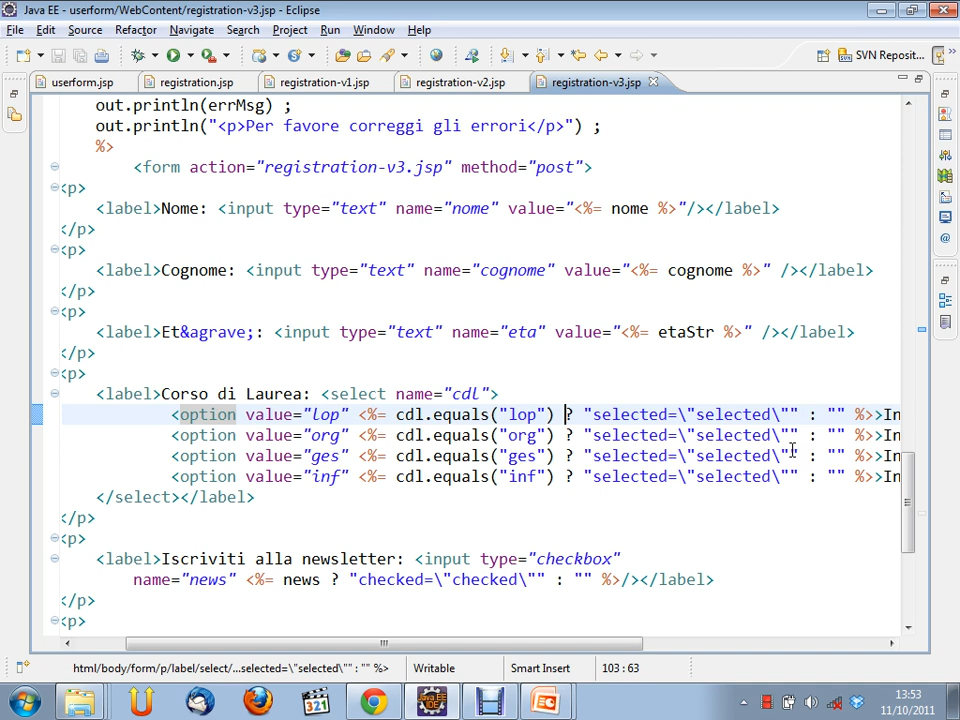 Java EE - userform/WebContent/registration-v3.jsp - Eclipse
File Edit Source Refactor Navigate Search Project Run Window Help
SVN Reposit... »
userform.jsp registration.jsp registration-v1.jsp registration-v2.jsp registration-v3.jsp
out.println(errMsg) ;
out.println("<p>Per favore correggi gli errori</p>") ;
%>
<form action="registration-v3.jsp" method="post">
<p>
<label>Nome: <input type="text" name="nome" value="<%= nome %>"/></label>
</p>
<p>
<label>Cognome: <input type="text" name="cognome" value="<%= cognome %>" /></label>
</p>
<p>
<label>Et&agrave;: <input type="text" name="eta" value="<%= etaStr %>" /></label>
</p>
<p>
<label>Corso di Laurea: <select name="cdl">
<option value="lop" <%= cdl.equals("lop") ? "selected=\"selected\"" : "" %>>In
<option value="org" <%= cdl.equals("org") ? "selected=\"selected\"" : "" %>>In
<option value="ges" <%= cdl.equals("ges") ? "selected=\"selected\"" : "" %>>In
<option value="inf" <%= cdl.equals("inf") ? "selected=\"selected\"" : "" %>>In
</select></label>
</p>
<p>
<label>Iscriviti alla newsletter: <input type="checkbox"
name="news" <%= news ? "checked=\"checked\"" : "" %>/></label>
</p>
<p>
html/body/form/p/label/select/...selected=\"selected\"" : "" %> Writable Smart Insert 103 : 63
321
Java EE
IDE
13:53
11/10/2011